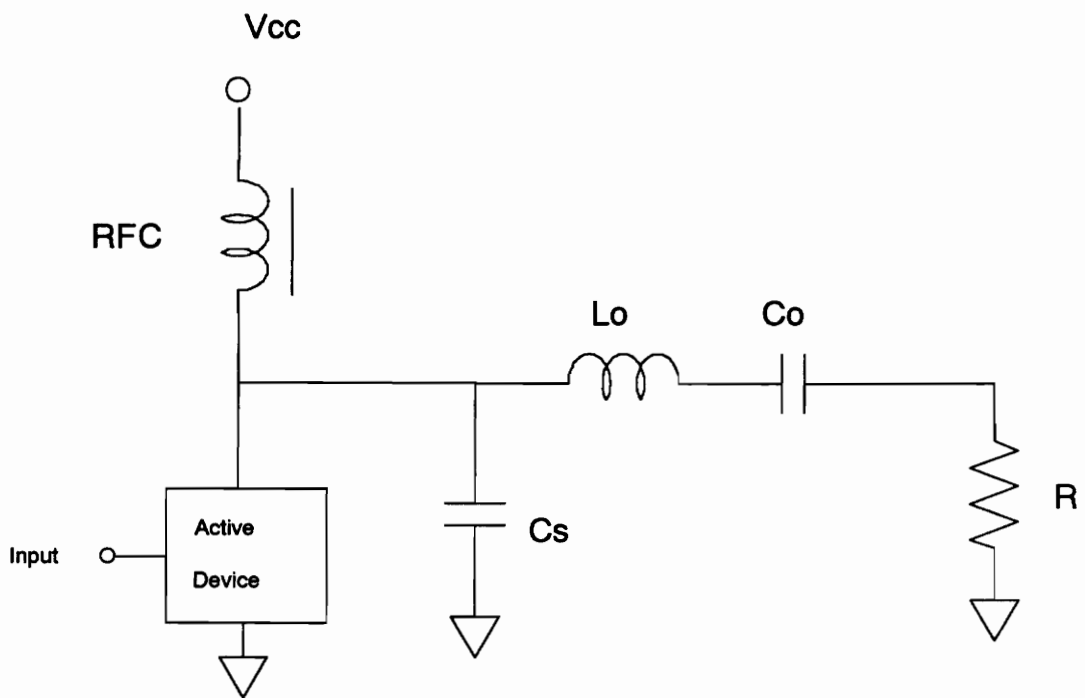 Vcc
RFC
Lo
Co
R
Cs
Active
Device
Input